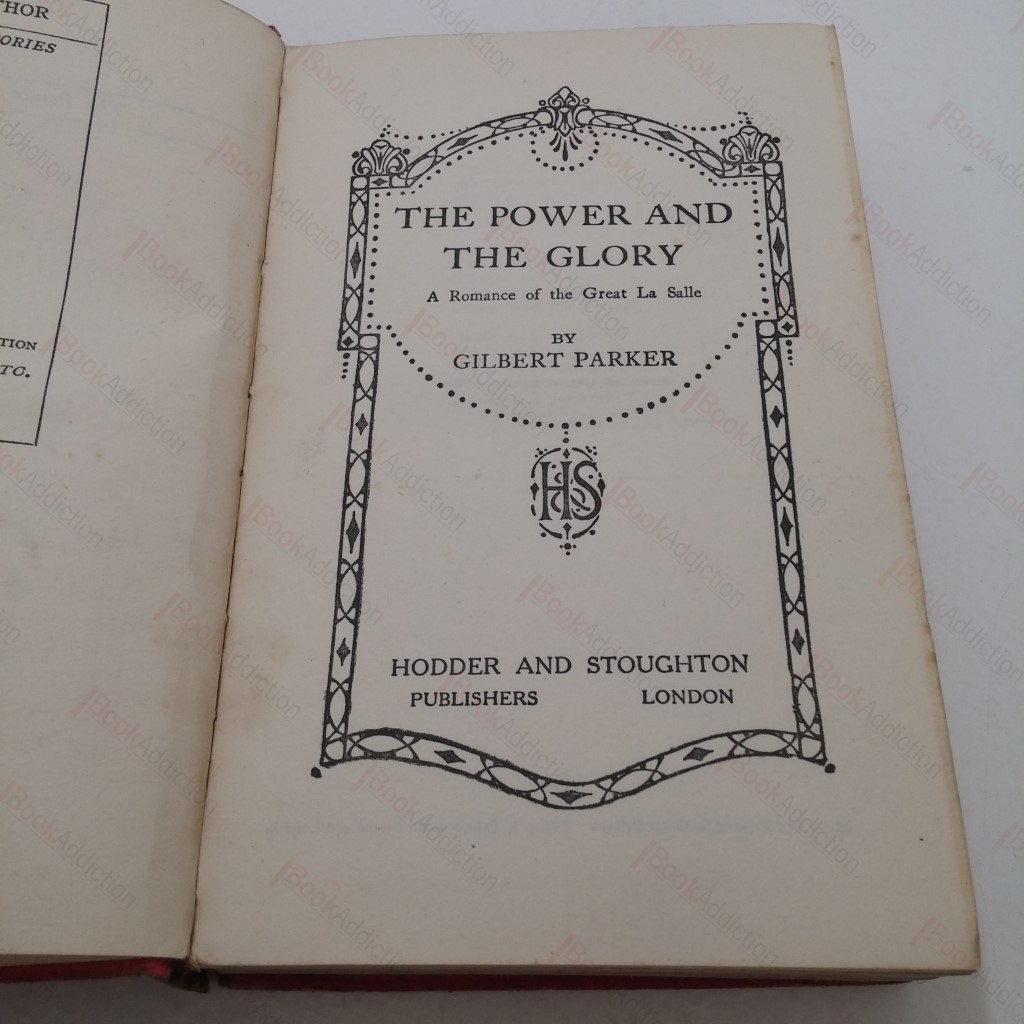 THOR
ORIES
TION
TC.
THE POWER AND
THE GLORY
A Romance of the Great La Salle
BY
GILBERT PARKER
HS
HODDER AND STOUGHTON
PUBLISHERS LONDON
BookAddiction